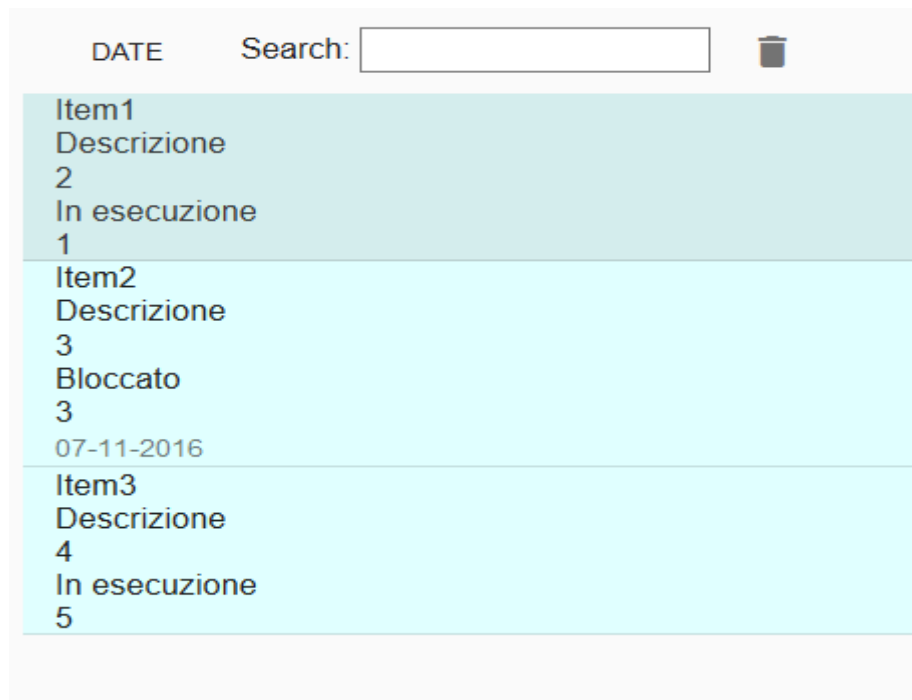 DATE Search:
Item1
Descrizione
2
In esecuzione
1
Item2
Descrizione
3
Bloccato
3
07-11-2016
Item3
Descrizione
4
In esecuzione
5